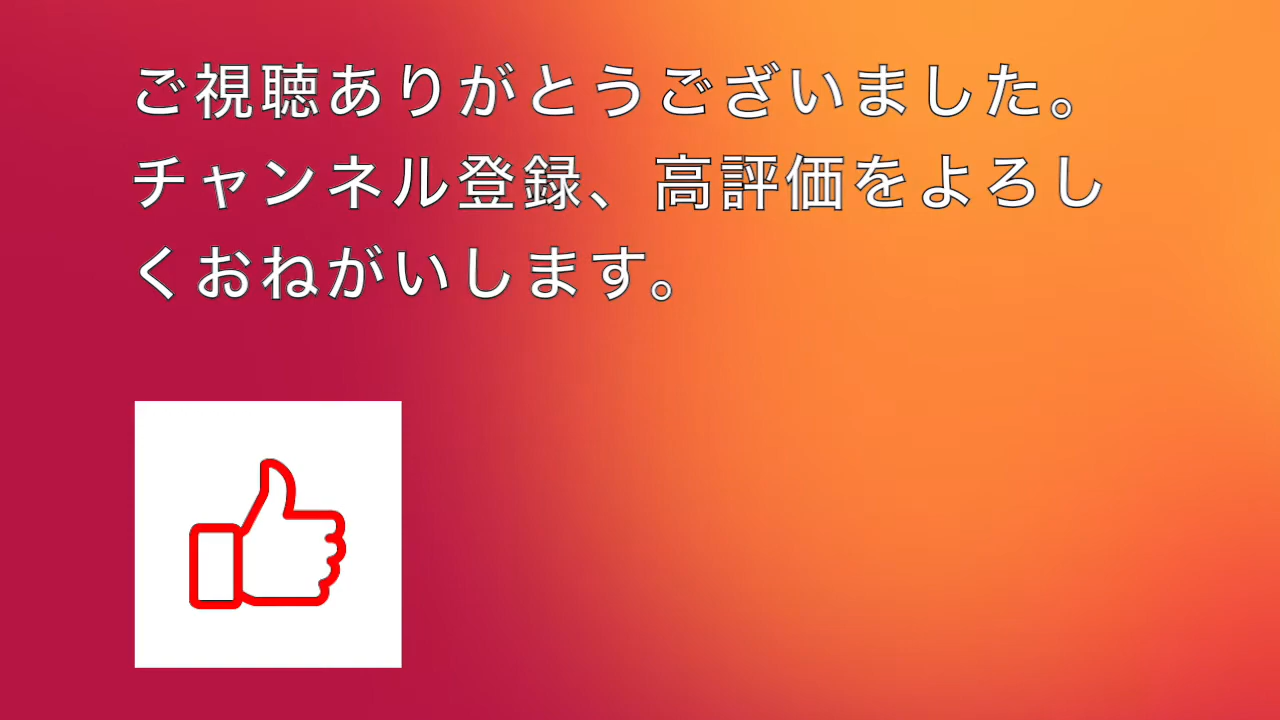 ご視聴ありがとうございました。
チャンネル登録、高評価をよろし
くおねがいします。